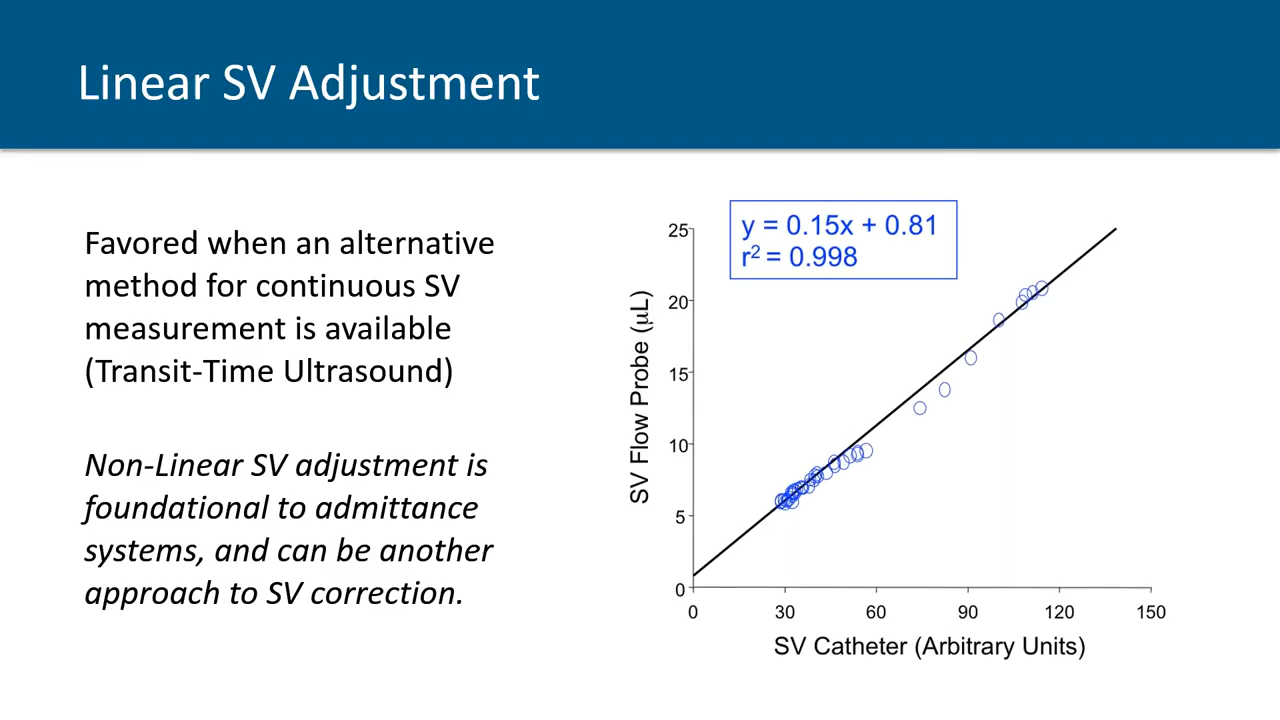 Linear SV Adjustment
Favored when an alternative
method for continuous SV
measurement is available
(Transit-Time Ultrasound)
Non-Linear SV adjustment is
foundational to admittance
systems, and can be another
approach to SV correction.
y = 0.15x + 0.81
r² = 0.998
SV Flow Probe (µL)
25
20
15
10
5
0
0 30 60 90 120 150
SV Catheter (Arbitrary Units)